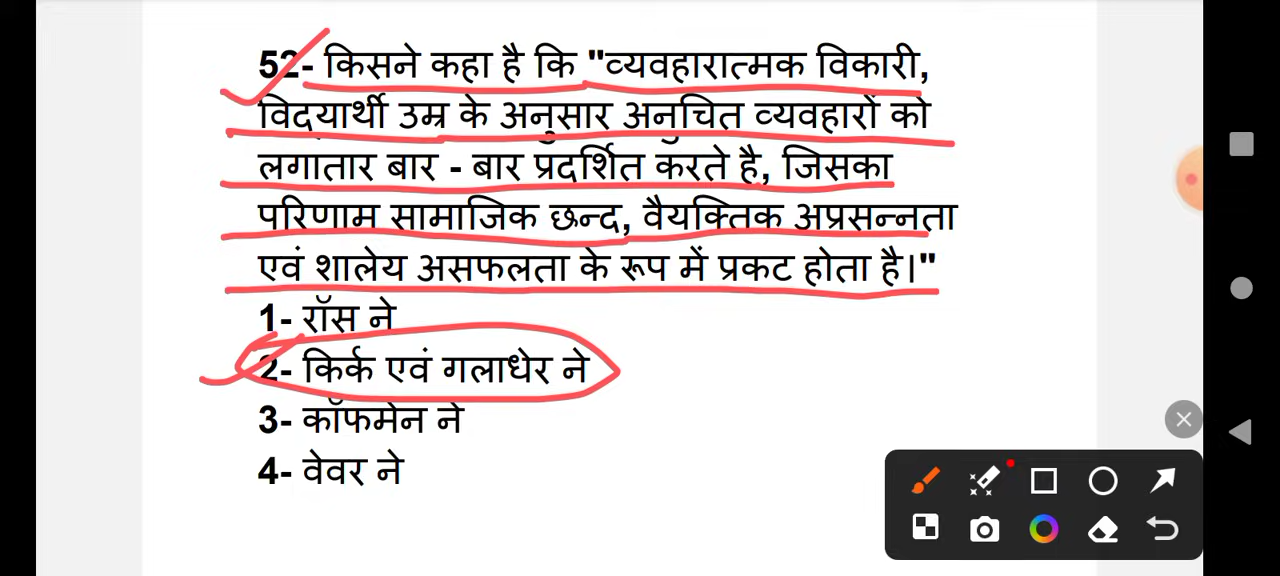 52- किसने कहा है कि "व्यवहारात्मक विकारी,
विद्यार्थी उम्र के अनुसार अनुचित व्यवहारों को
लगातार बार - बार प्रदर्शित करते है, जिसका
परिणाम सामाजिक छन्द, वैयक्तिक अप्रसन्नता
एवं शालेय असफलता के रूप में प्रकट होता है।"
1- रॉस ने
2- किर्क एवं गलाधेर ने
3- कॉफमेन ने
4- वेवर ने